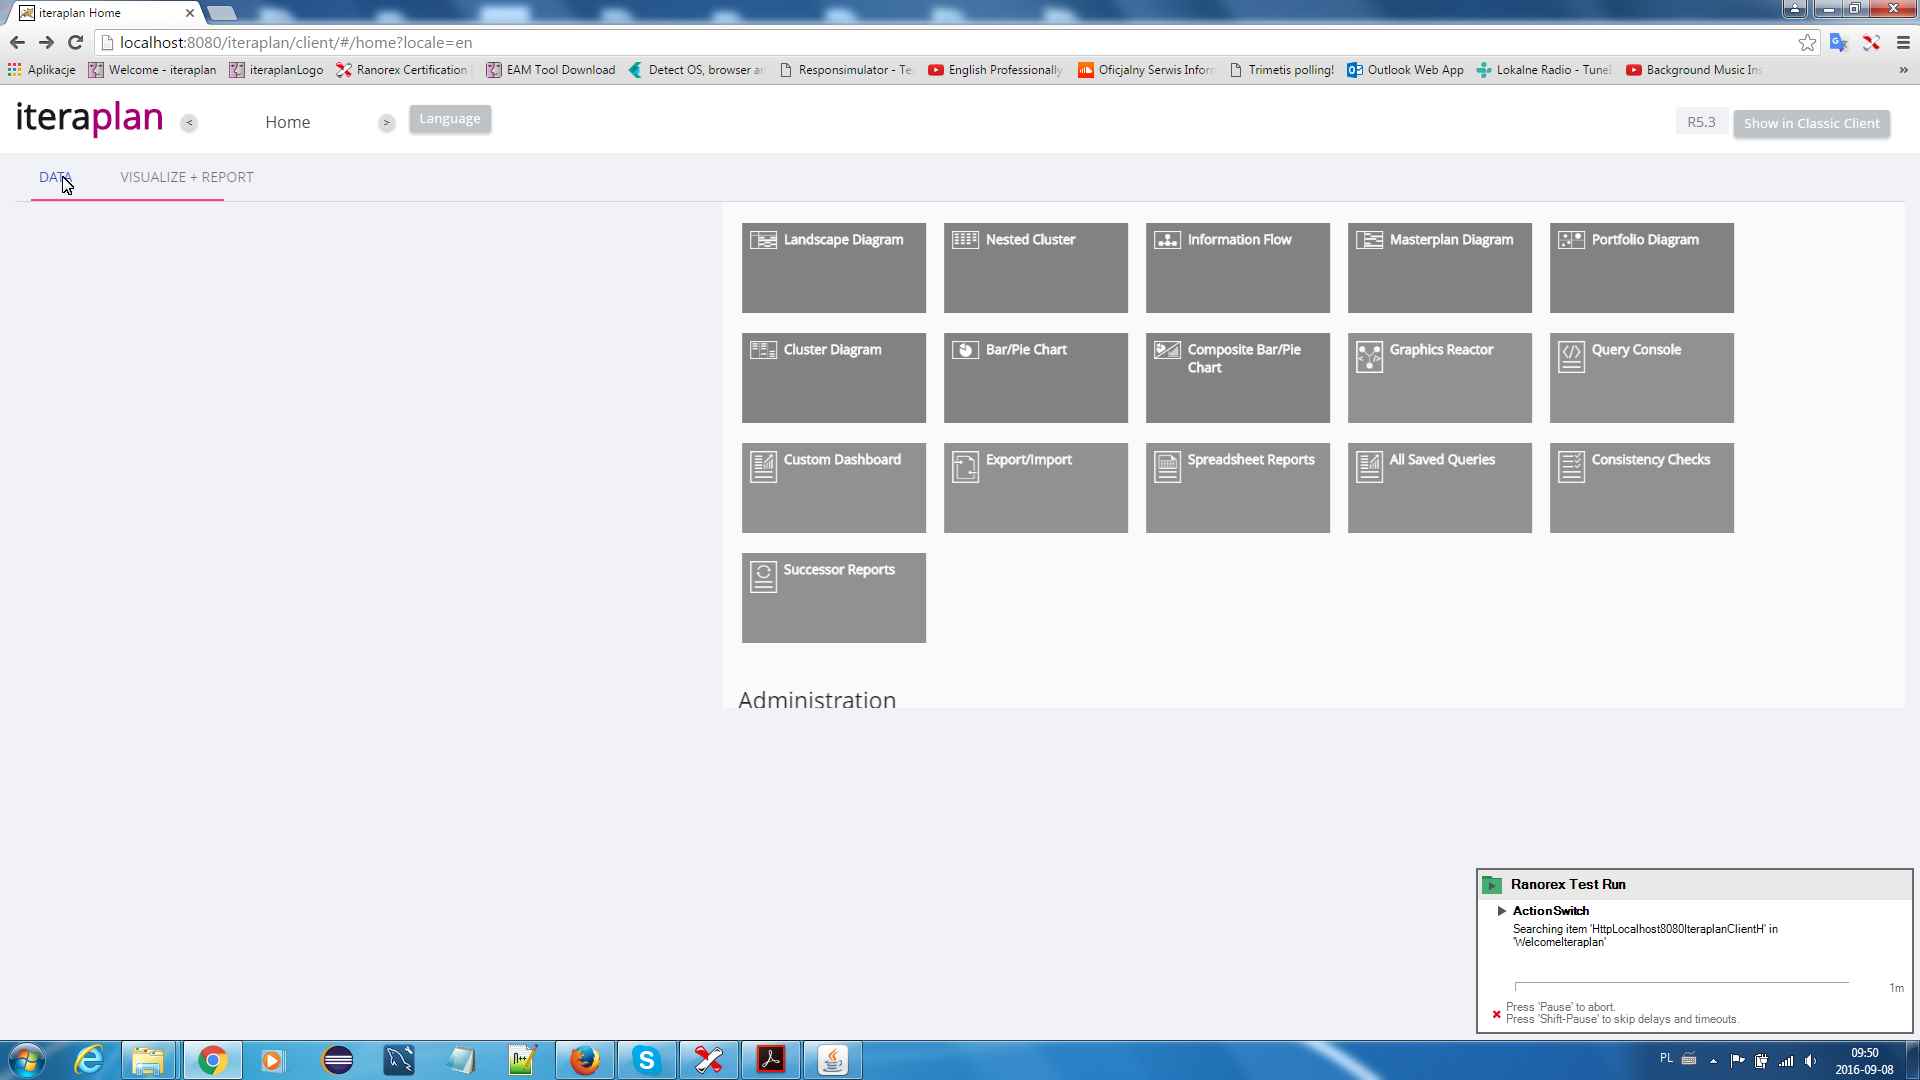 iteraplan Home
localhost:8080/iteraplan/client/#/home?locale=en
Aplikacje Welcome - iteraplan iteraplanLogo Ranorex Certification EAM Tool Download Detect OS, browser Responsimulator - English Professionally Oficjalny Serwis Trimetis polling! Outlook Web App Lokalne Radio - Background Music »
iteraplan < Home > Language R5.3 Show in Classic Client
DATA VISUALIZE + REPORT
Landscape Diagram Nested Cluster Information Flow Masterplan Diagram Portfolio Diagram
Cluster Diagram Bar/Pie Chart Composite Bar/Pie Graphics Reactor Query Console
Chart
Custom Dashboard Export/Import Spreadsheet Reports All Saved Queries Consistency Checks
Successor Reports
Administration
Ranorex Test Run
ActionSwitch
Searching item 'HttpLocalhost8080IteraplanClientH' in
'WelcomeIteraplan'
1m
Press 'Pause' to abort.
Press 'Shift-Pause' to skip delays and timeouts.
PL 09:50
2016-09-08